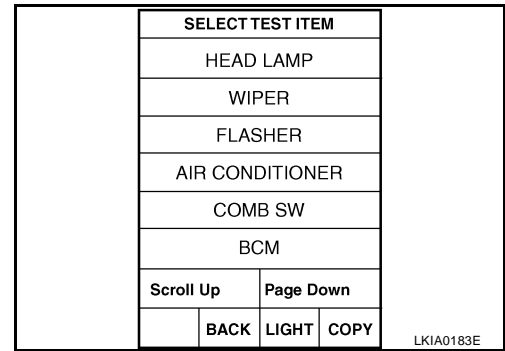 SELECT TEST ITEM
HEAD LAMP
WIPER
FLASHER
AIR CONDITIONER
COMB SW
BCM
Scroll Up Page Down
BACK LIGHT COPY
LKIA0183E